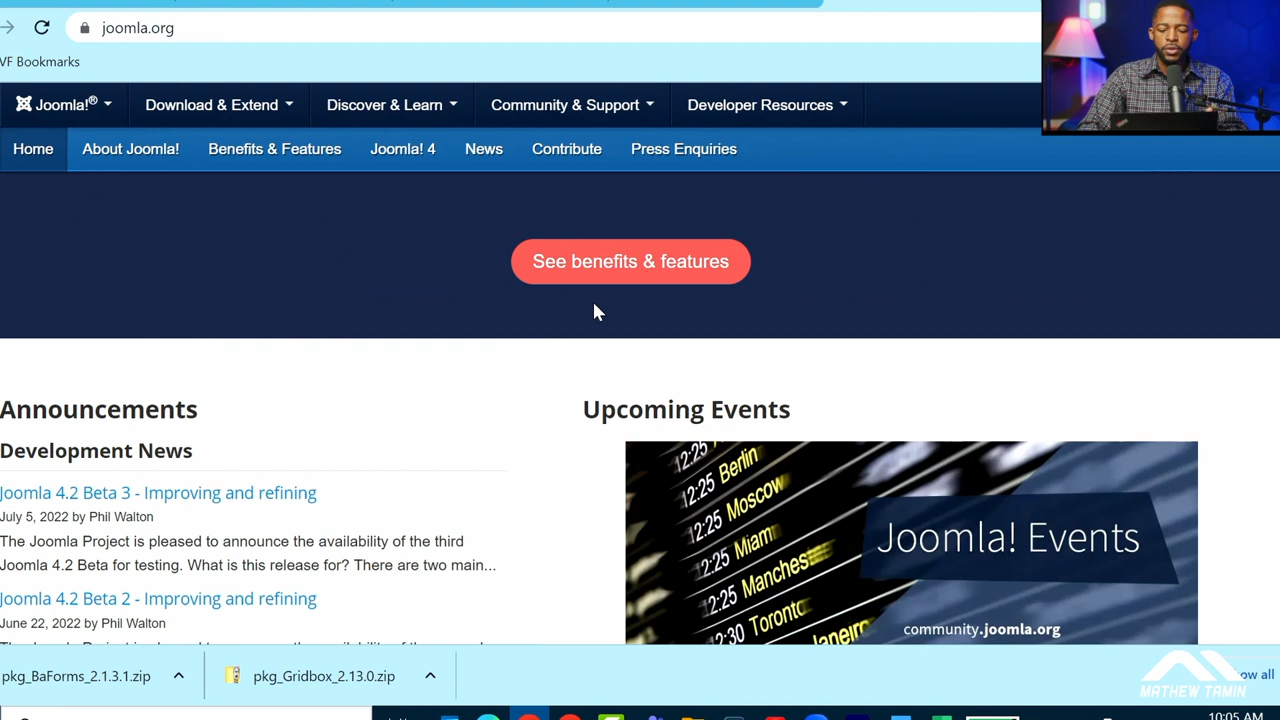 joomla.org
VF Bookmarks
Joomla!® Download & Extend Discover & Learn Community & Support Developer Resources
Home About Joomla! Benefits & Features Joomla! 4 News Contribute Press Enquiries
See benefits & features
Announcements
Development News
Joomla 4.2 Beta 3 - Improving and refining
July 5, 2022 by Phil Walton
The Joomla Project is pleased to announce the availability of the third
Joomla 4.2 Beta for testing. What is this release for? There are two main...
Joomla 4.2 Beta 2 - Improving and refining
June 22, 2022 by Phil Walton
Upcoming Events
12:25 Berlin
12:25 Moscow
12:25 Miami
12:25 Manchest
12:30 Toronto
Janeiro
Joomla! Events
community.joomla.org
pkg_BaForms_2.1.3.1.zip
pkg_Gridbox_2.13.0.zip
ow all
MATHEW TAMIN
10:05 AM